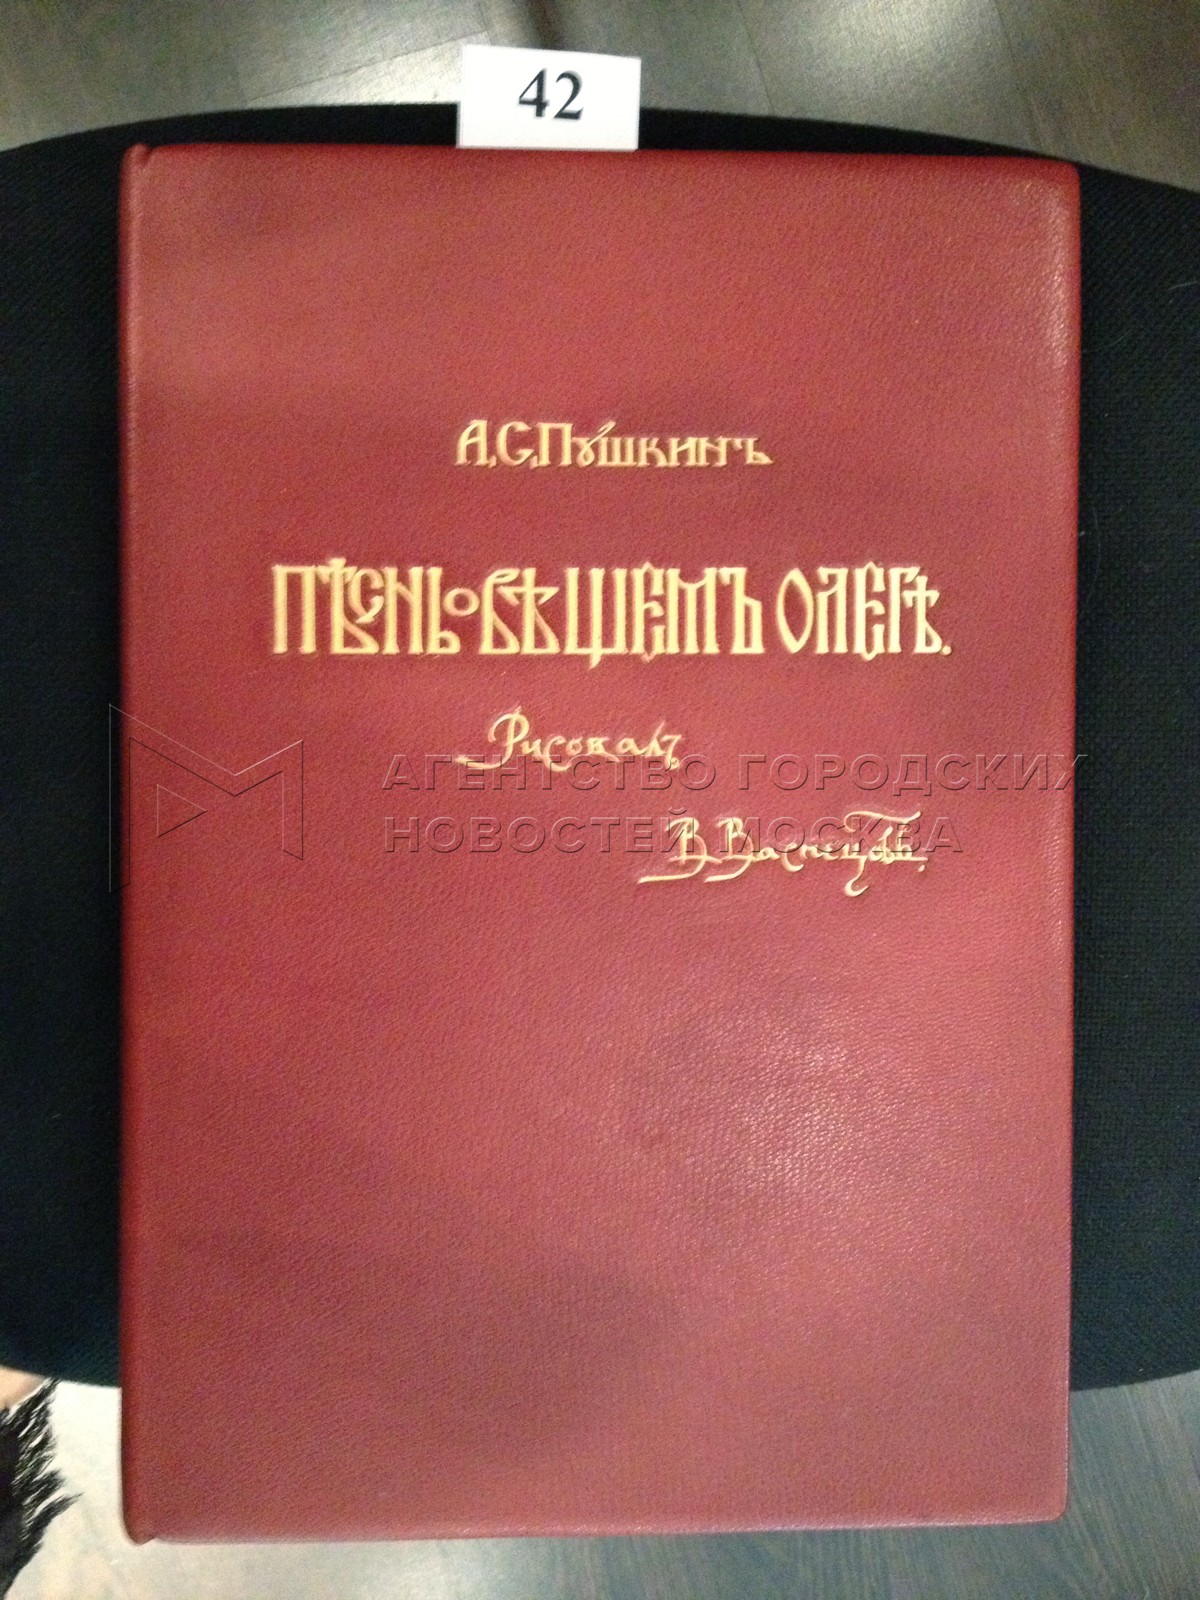 42
А.С.Пушкинъ
ПѢСНЬ О ВѢЩЕМЪ ОЛЕГѢ.
Рисовалъ
АГЕНТСТВО ГОРОДСКИХ
НОВОСТЕЙ МОСКВА
В. Васнецовъ.